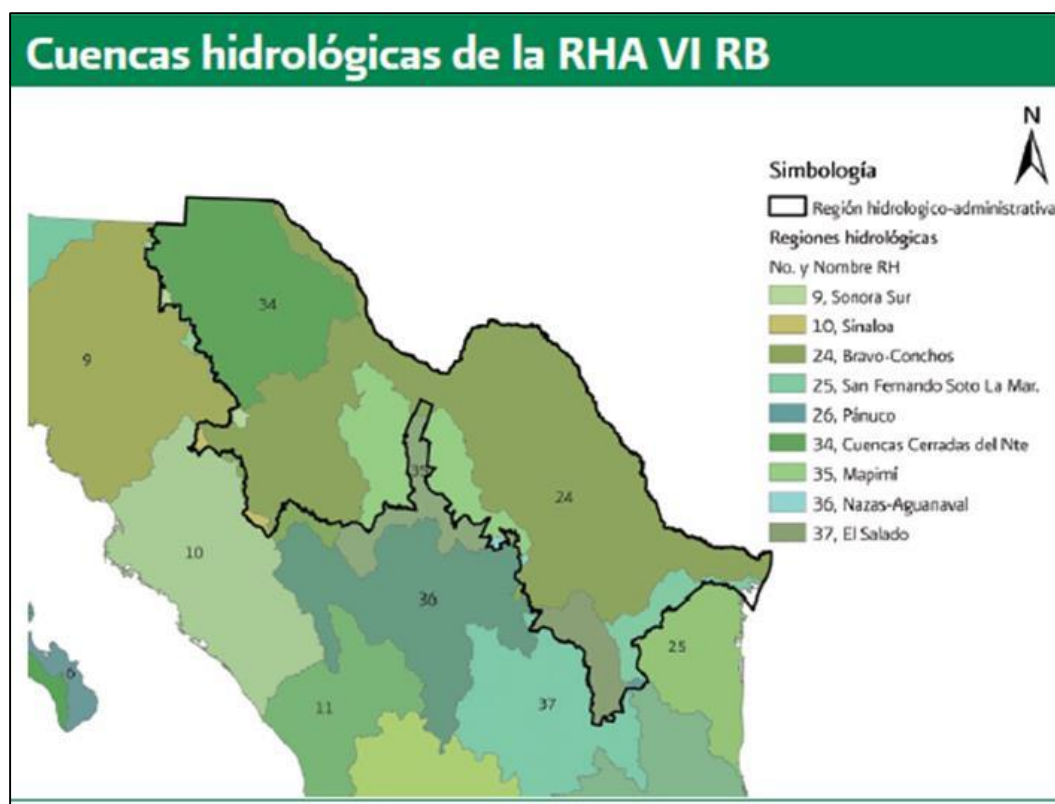 Cuencas hidrológicas de la RHA VI RB
N
Simbología
Región hidrologico-administrativa
Regiones hidrológicas
No. y Nombre RH
9, Sonora Sur
10, Sinaloa
24, Bravo-Conchos
25, San Fernando Soto La Mar.
26, Pánuco
34, Cuencas Cerradas del Nte
35, Mapimí
36, Nazas-Aguanaval
37, El Salado
34
9
35
24
10
36
25
6
11
37